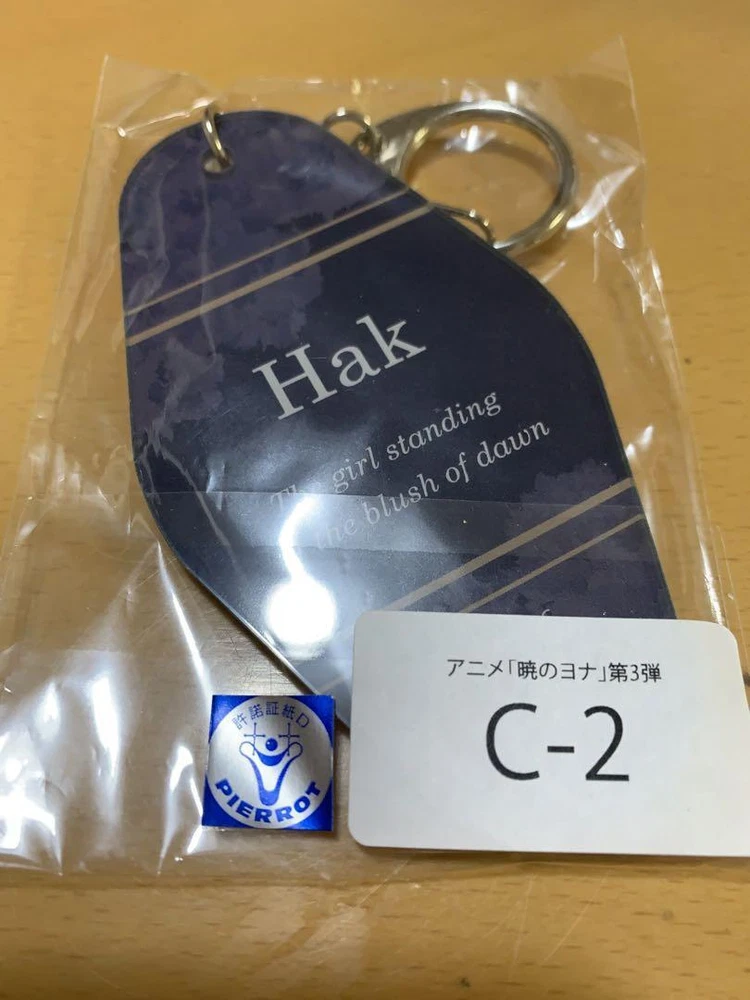 Hak
The girl standing
the blush of dawn
アニメ「暁のヨナ」第3弾
C-2
許諾証紙D
PIERROT